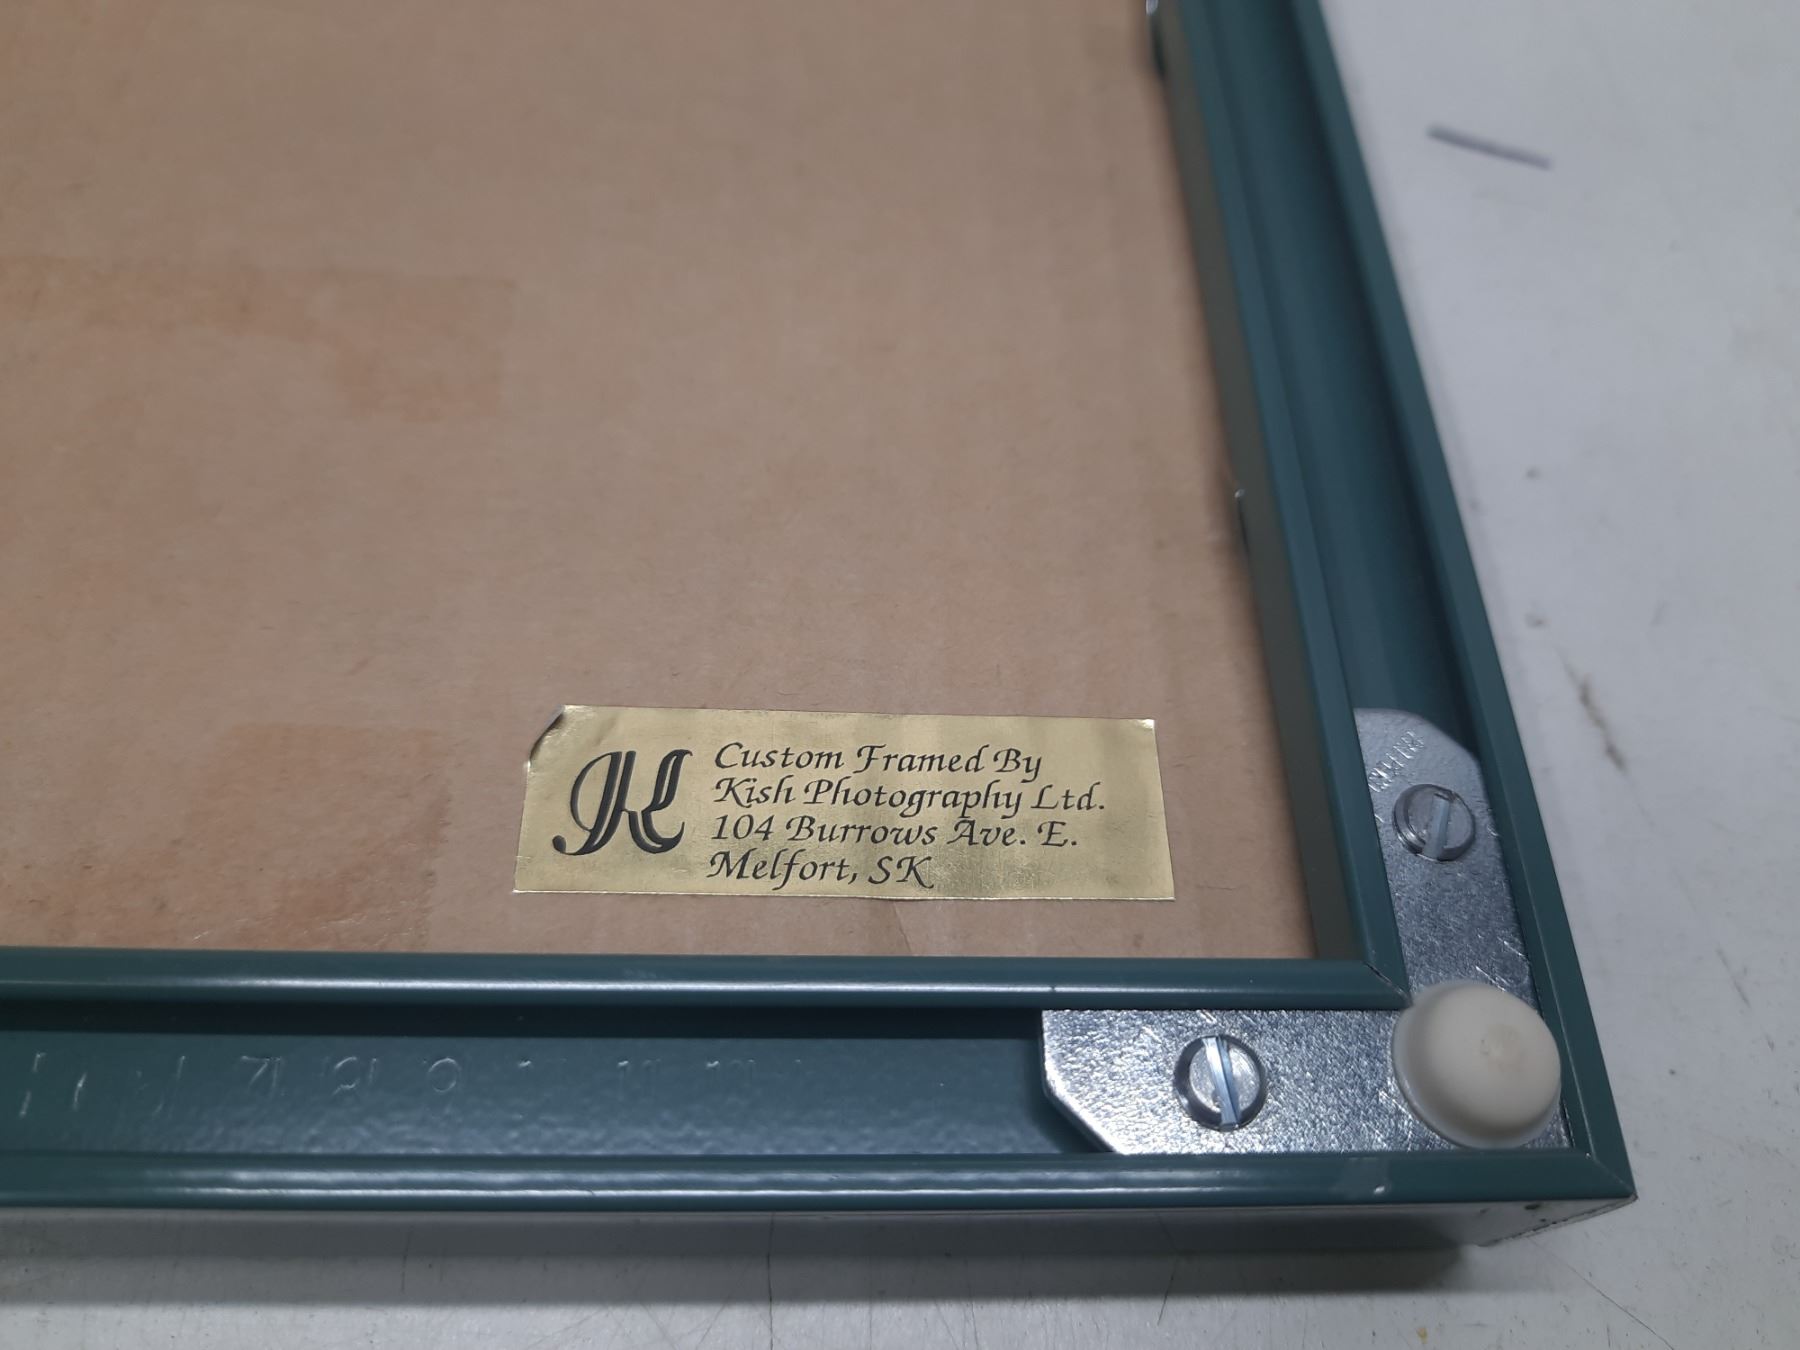 K
Custom Framed By
Kish Photography Ltd.
104 Burrows Ave. E.
Melfort, SK